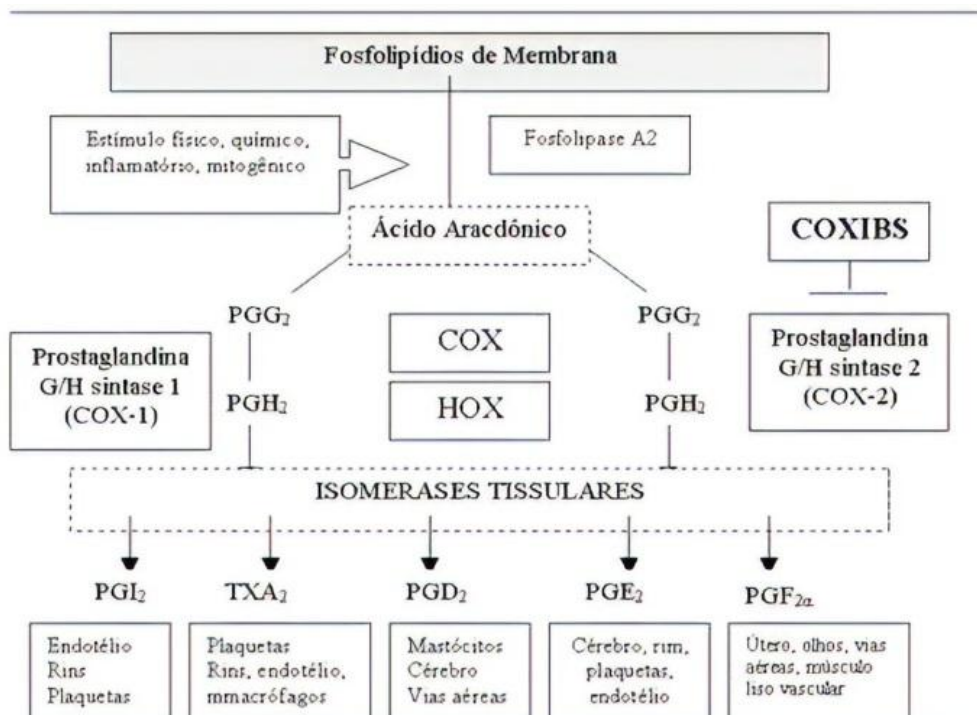 Fosfolipídios de Membrana
Estímulo físico, químico,
inflamatório, mitogênico
Fosfolipase A2
Ácido Aracdônico
COXIBS
PGG2
COX
PGG2
Prostaglandina
G/H sintase 1
(COX-1)
Prostaglandina
G/H sintase 2
(COX-2)
PGH2
HOX
PGH2
ISOMERASES TISSULARES
PGI2
TXA2
PGD2
PGE2
PGF2α
Endotélio
Rins
Plaquetas
Plaquetas
Rins, endotélio,
mmacrófagos
Mastócitos
Cérebro
Vias aéreas
Cérebro, rim,
plaquetas,
endotélio
Útero, olhos, vias
aéreas, músculo
liso vascular